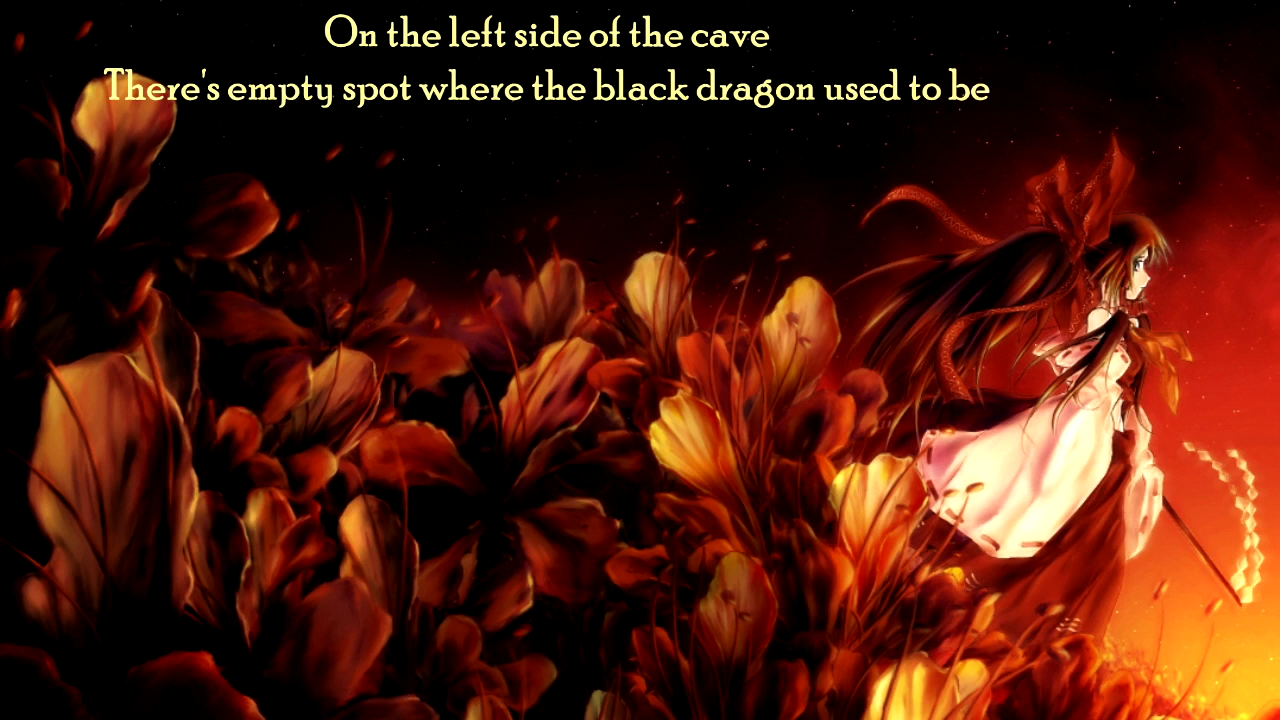 On the left side of the cave
There's empty spot where the black dragon used to be